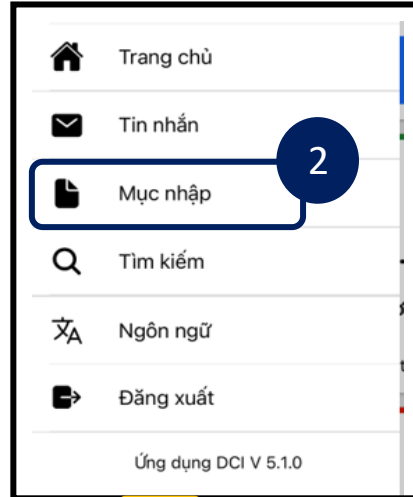 Trang chủ
Tin nhắn
2
Mục nhập
Tìm kiếm
Ngôn ngữ
Đăng xuất
Ứng dụng DCI V 5.1.0